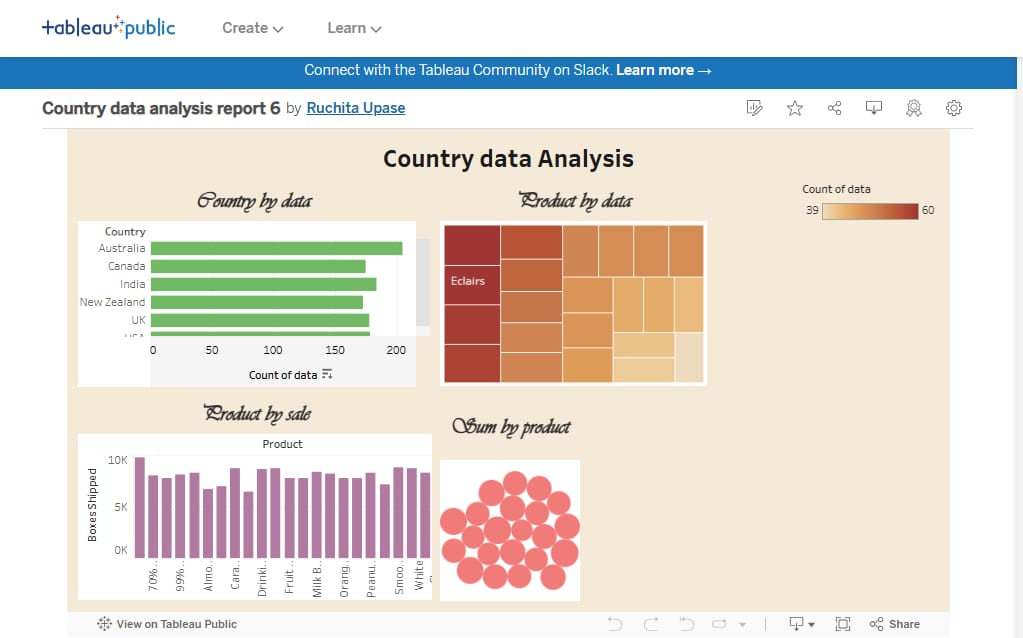 tableau public Create Learn
Connect with the Tableau Community on Slack. Learn more →
Country data analysis report 6 by Ruchita Upase
Country data Analysis
Country by data
Product by data
Count of data
39 60
Country
Australia
Canada
India
New Zealand
UK
USA
0 50 100 150 200
Count of data
Eclairs
Product by sale
Product
Boxes Shipped
10K
5K
0K
70% ..
99% ..
Almo..
Cara..
Drinki..
Fruit ..
Milk B..
Orang..
Peanu..
Smoo..
White
Sum by product
View on Tableau Public
Share